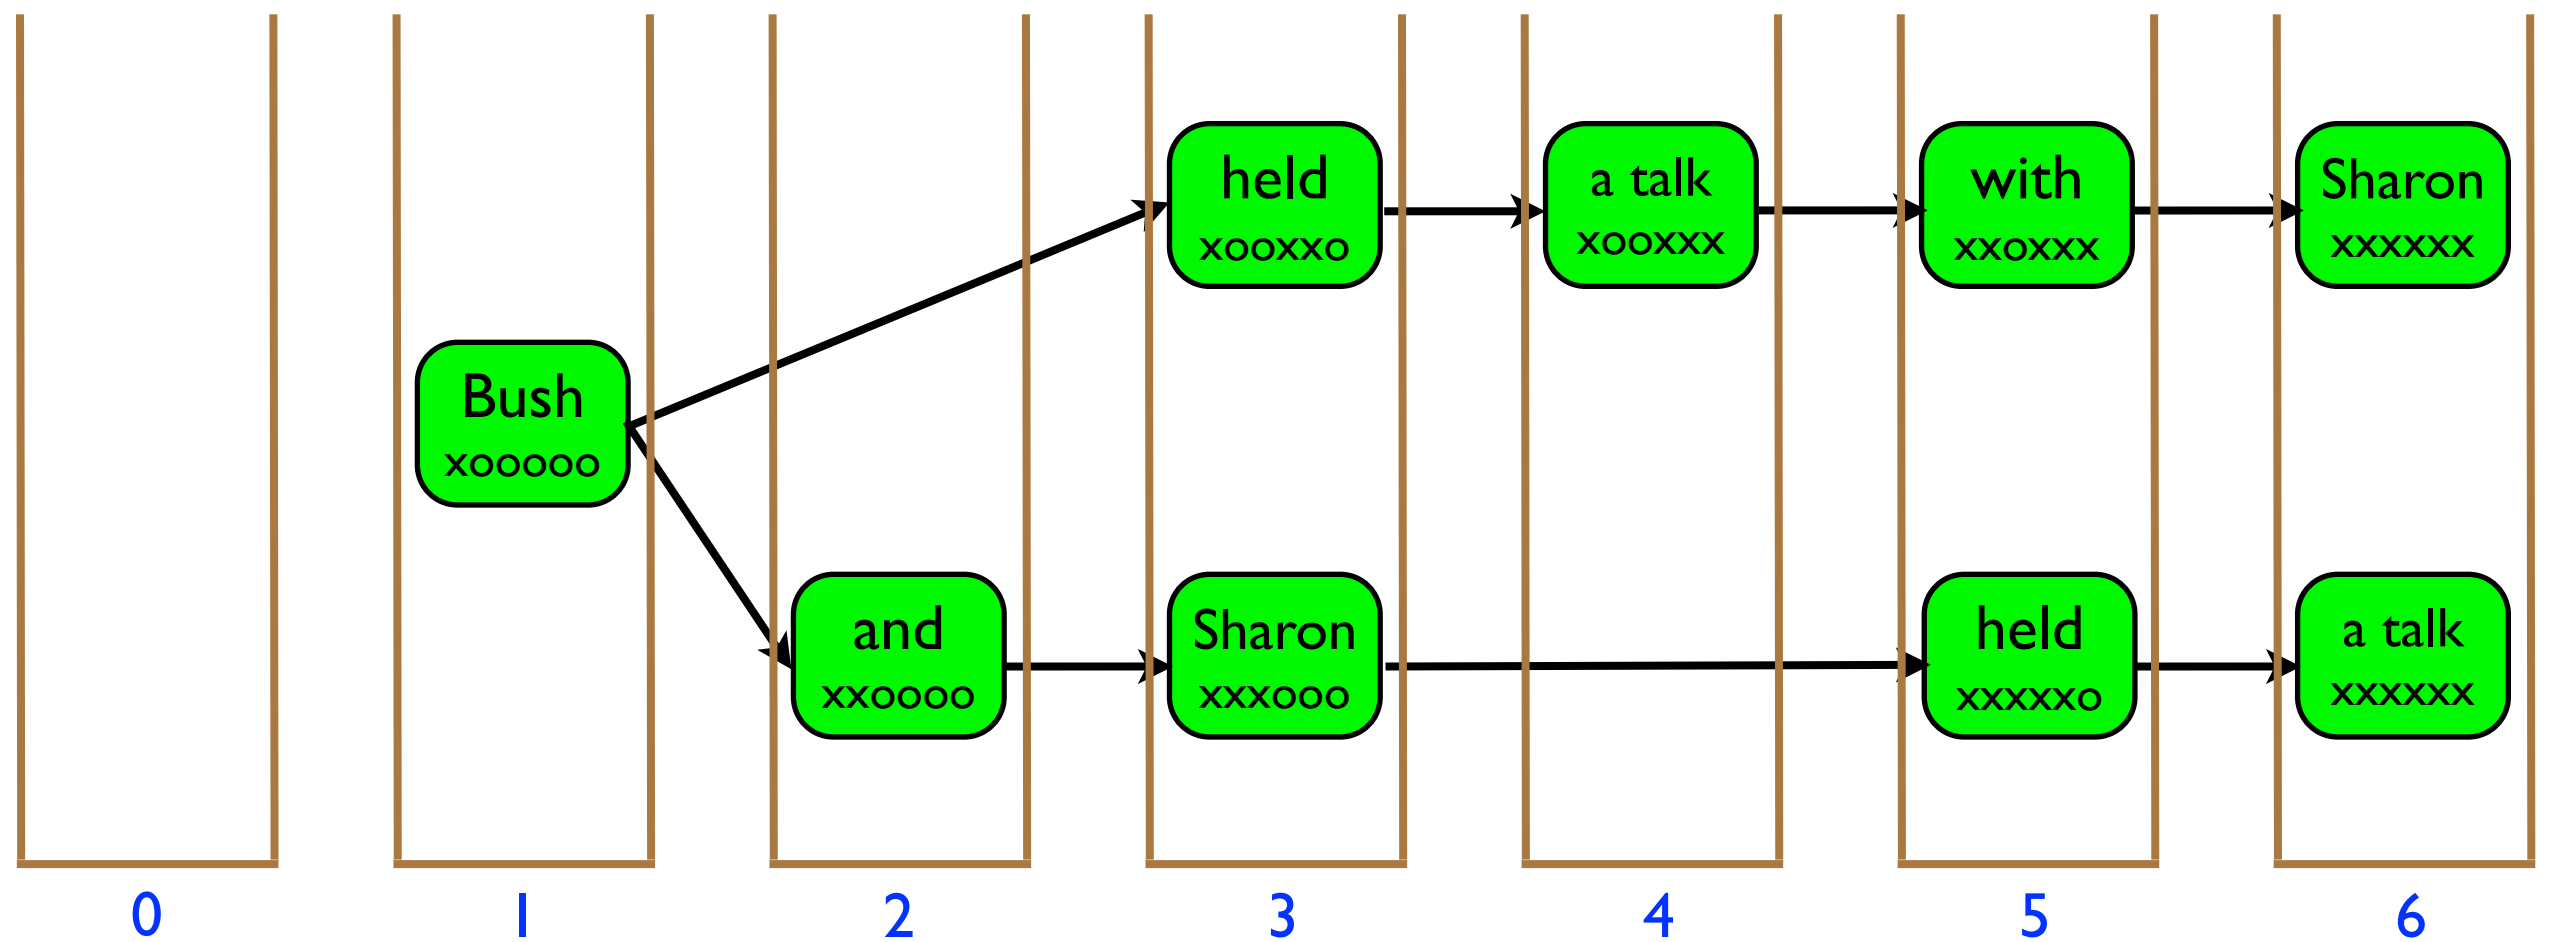 held
xooxxo
a talk
xooxxx
with
xxoxxx
Sharon
xxxxxx
Bush
xooooo
and
xxoooo
Sharon
xxxooo
held
xxxxxo
a talk
xxxxxx
0
1
2
3
4
5
6